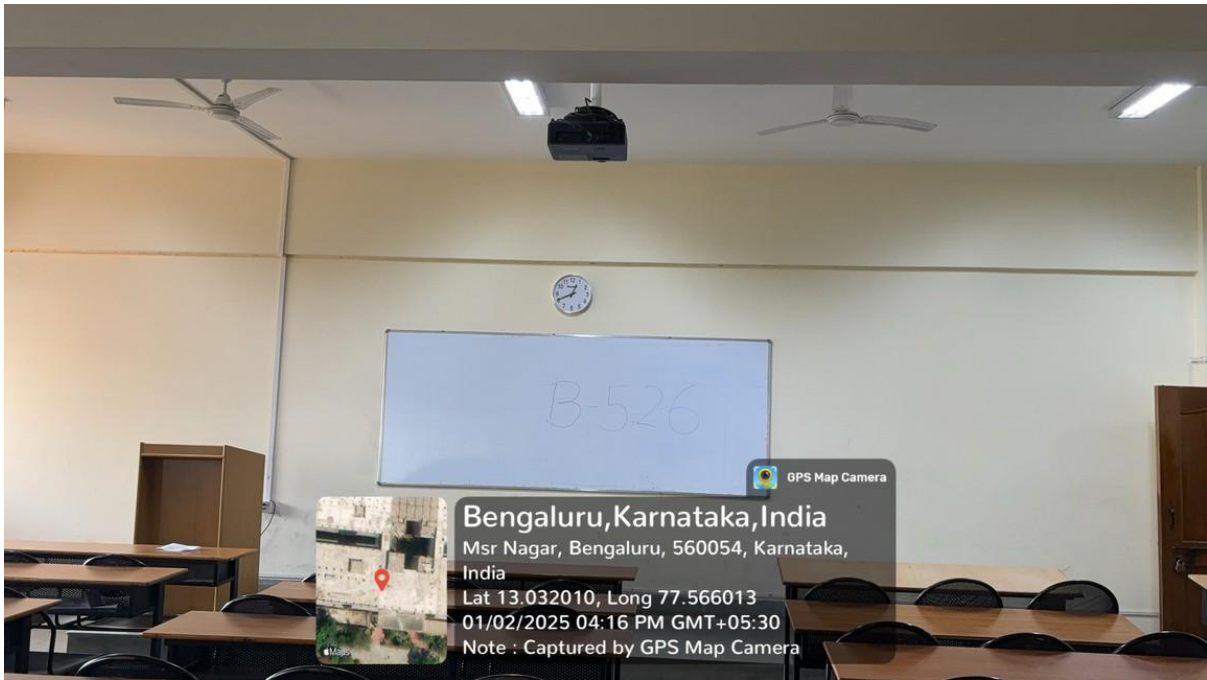 B-526
GPS Map Camera
Bengaluru,Karnataka,India
Msr Nagar, Bengaluru, 560054, Karnataka,
India
Lat 13.032010, Long 77.566013
01/02/2025 04:16 PM GMT+05:30
Note : Captured by GPS Map Camera
Maps